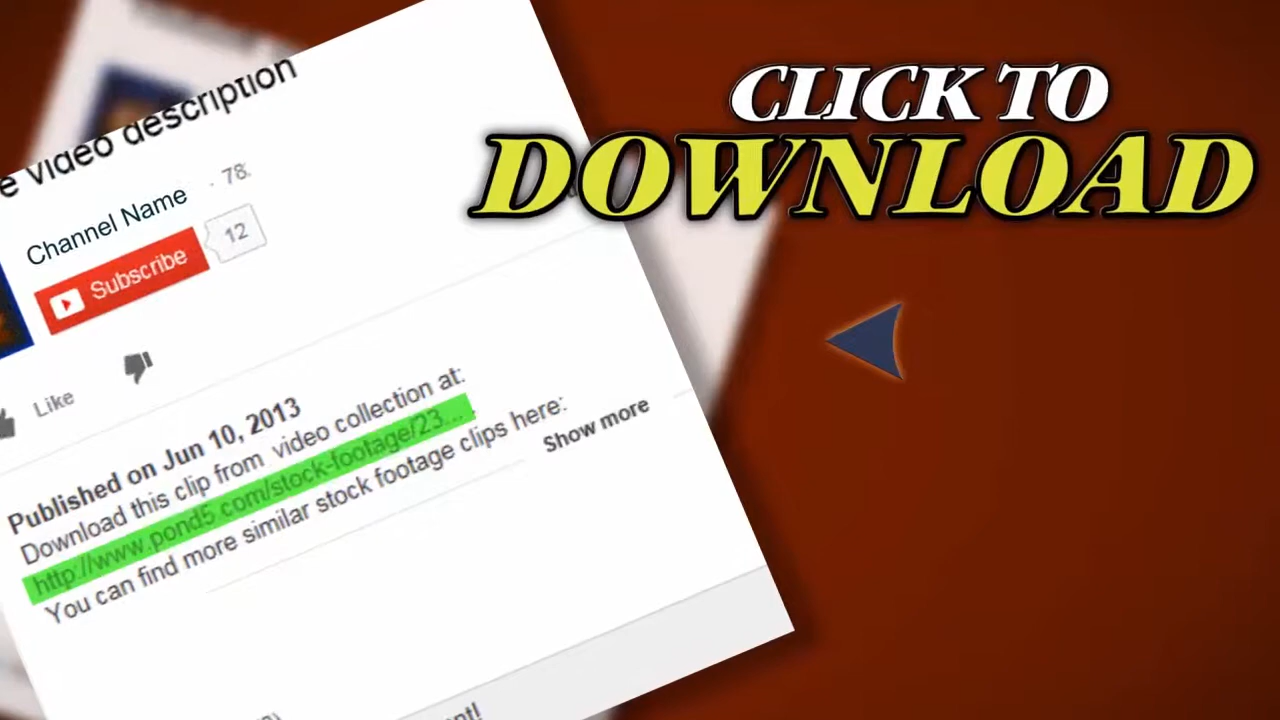 CLICK TO
DOWNLOAD
e video description
Channel Name
78
Subscribe
12
Like
Published on Jun 10, 2013
Download this clip from video collection at:
http://www.pond5.com/stock-footage/23...
You can find more similar stock footage clips here:
Show more